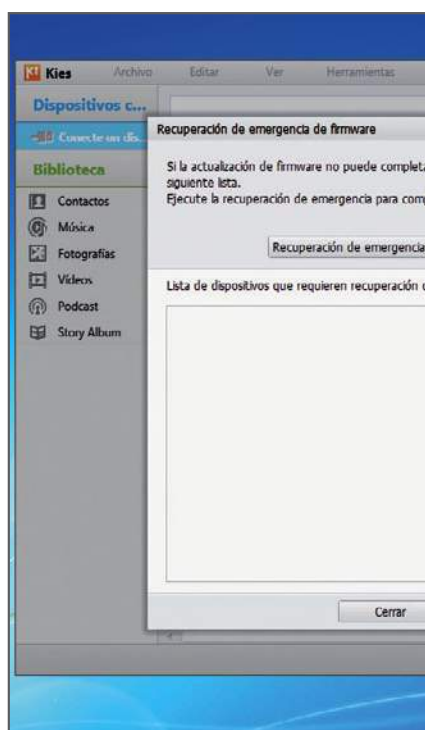 Kies Archivo Editar Ver Herramientas
Dispositivos c...
Conecte un dis...
Biblioteca
Contactos
Música
Fotografías
Vídeos
Podcast
Story Album
Recuperación de emergencia de firmware
Si la actualización de firmware no puede completa
siguiente lista.
Ejecute la recuperación de emergencia para comp
Recuperación de emergencia
Lista de dispositivos que requieren recuperación d
Cerrar